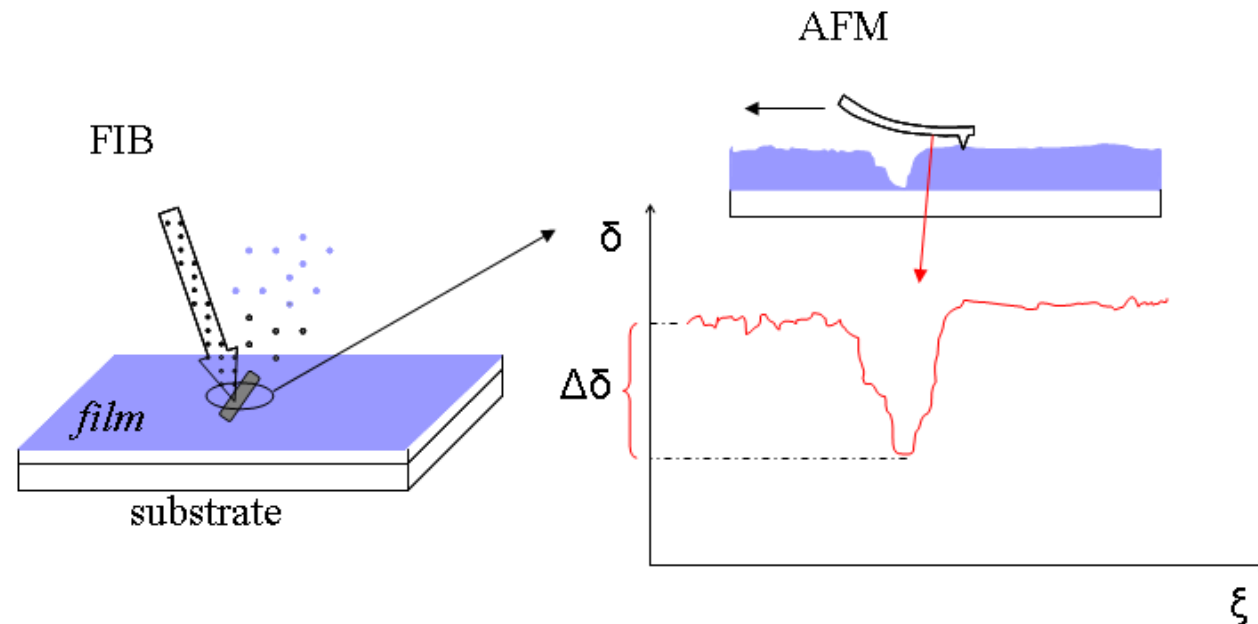 AFM
FIB
δ
Δδ
film
substrate
ξ